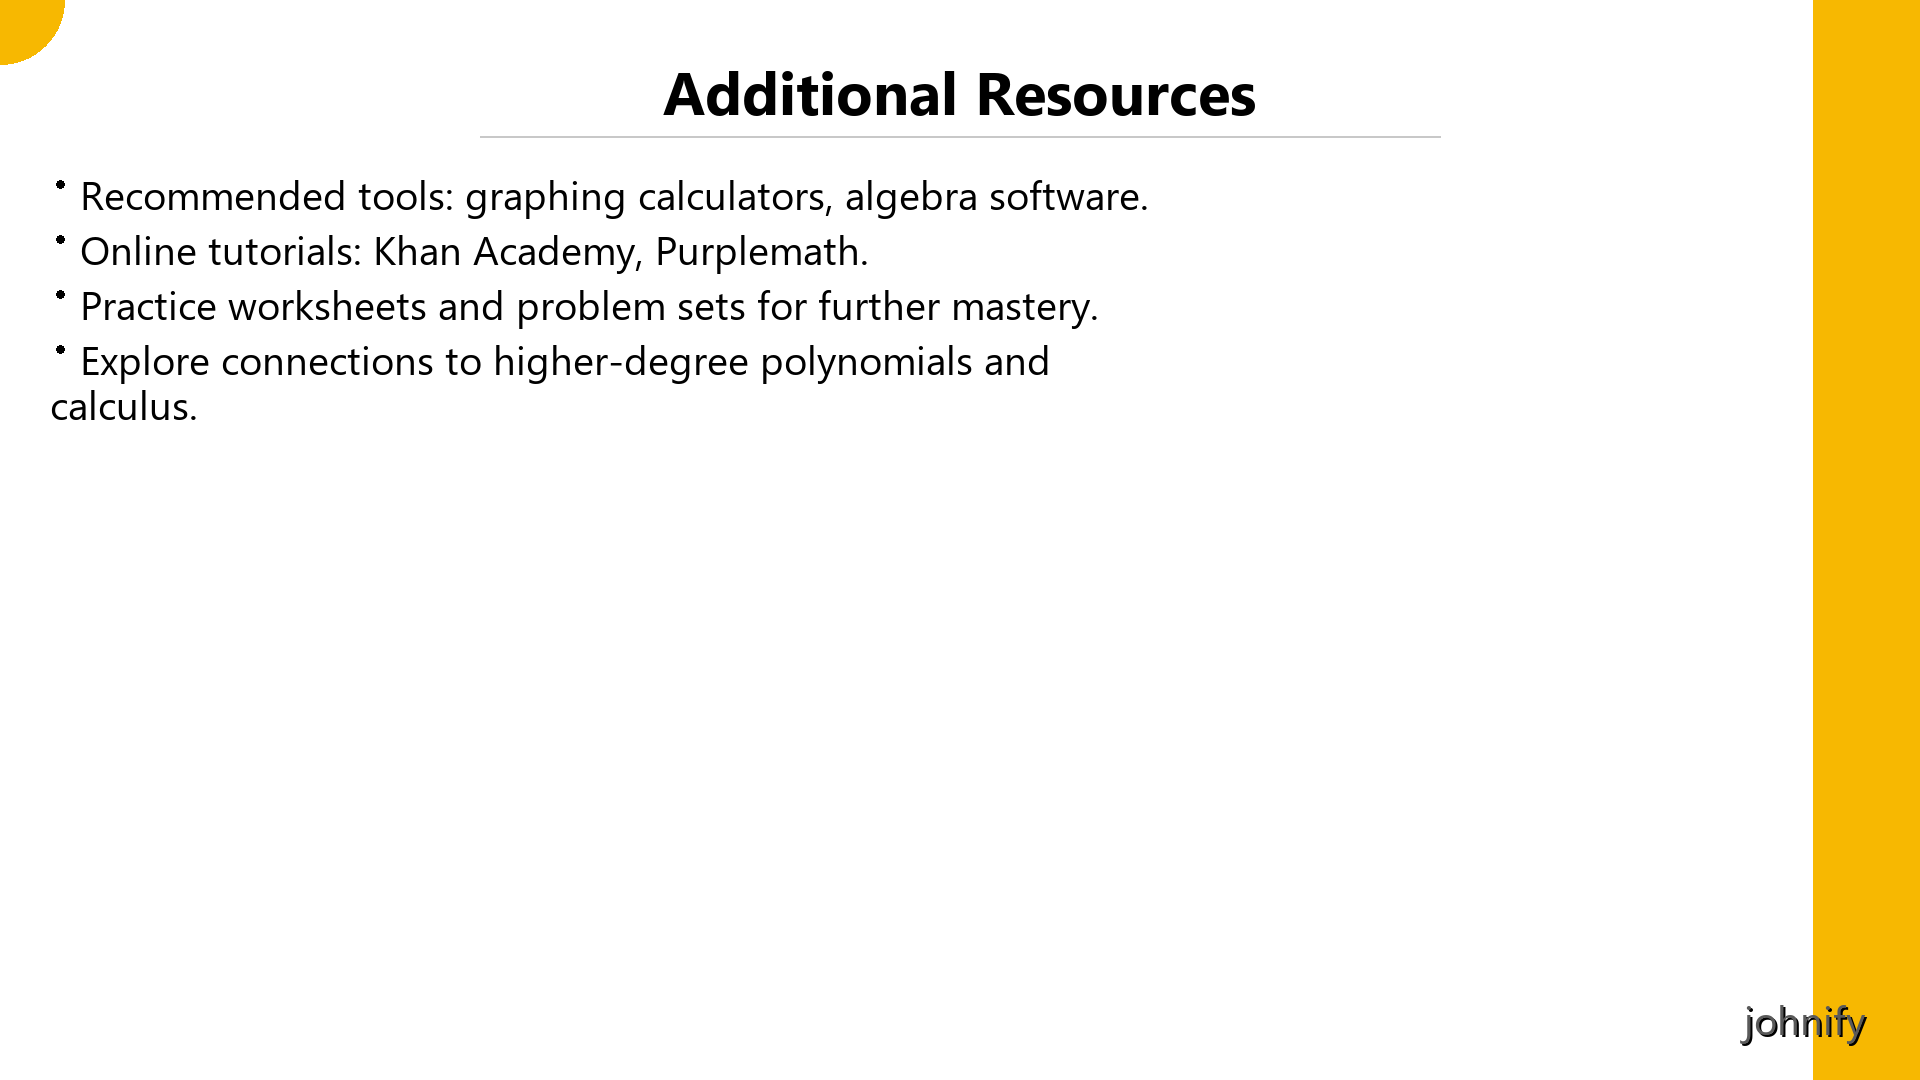 Additional Resources
• Recommended tools: graphing calculators, algebra software.
• Online tutorials: Khan Academy, Purplemath.
• Practice worksheets and problem sets for further mastery.
• Explore connections to higher-degree polynomials and
calculus.
johnify